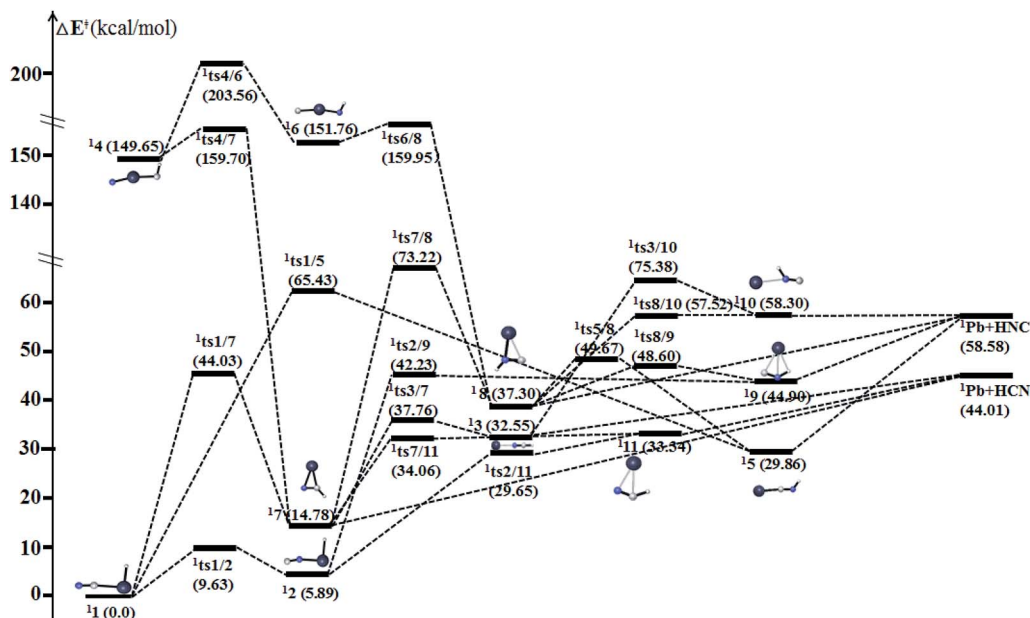 ΔE‡(kcal/mol)
200
150
140
60
50
40
30
20
10
0
¹ts4/6
(203.56)
¹4 (149.65)
¹ts4/7
(159.70)
¹6 (151.76)
¹ts6/8
(159.95)
¹ts7/8
(73.22)
¹ts1/5
(65.43)
¹ts3/10
(75.38)
¹ts8/10 (57.52)
¹10 (58.30)
¹Pb+HNC
(58.58)
¹ts1/7
(44.03)
¹ts2/9
(42.23)
¹ts5/8
(49.67)
¹ts8/9
(48.60)
¹8 (37.30)
¹9 (44.90)
¹Pb+HCN
(44.01)
¹ts3/7
(37.76)
¹3 (32.55)
¹ts7/11
(34.06)
¹11 (33.34)
¹5 (29.86)
¹ts2/11
(29.65)
¹7 (14.78)
¹ts1/2
(9.63)
¹2 (5.89)
¹1 (0.0)